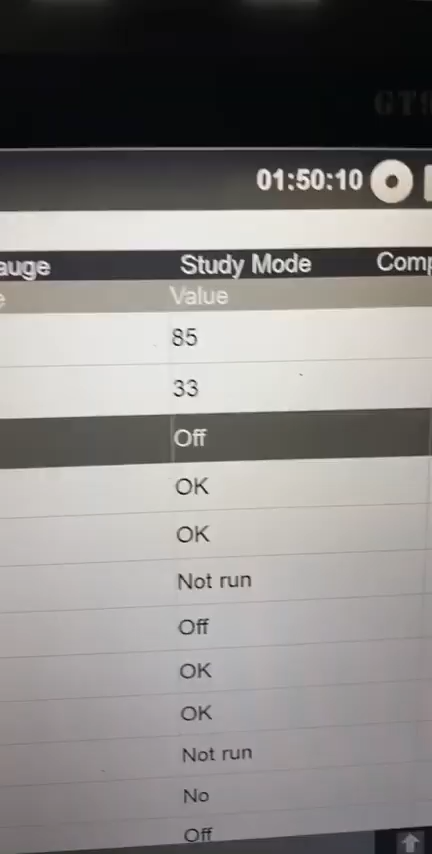 01:50:10
auge Study Mode Comp
Value
85
33
Off
OK
OK
Not run
Off
OK
OK
Not run
No
Off